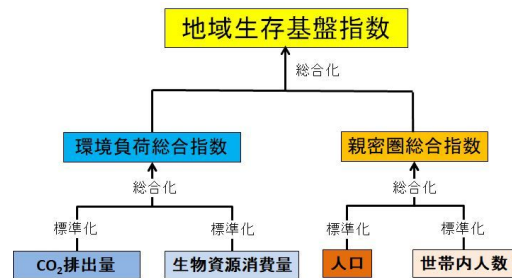 地域生存基盤指数
総合化
環境負荷総合指数
親密圏総合指数
総合化
総合化
標準化
標準化
標準化
標準化
CO₂排出量
生物資源消費量
人口
世帯内人数